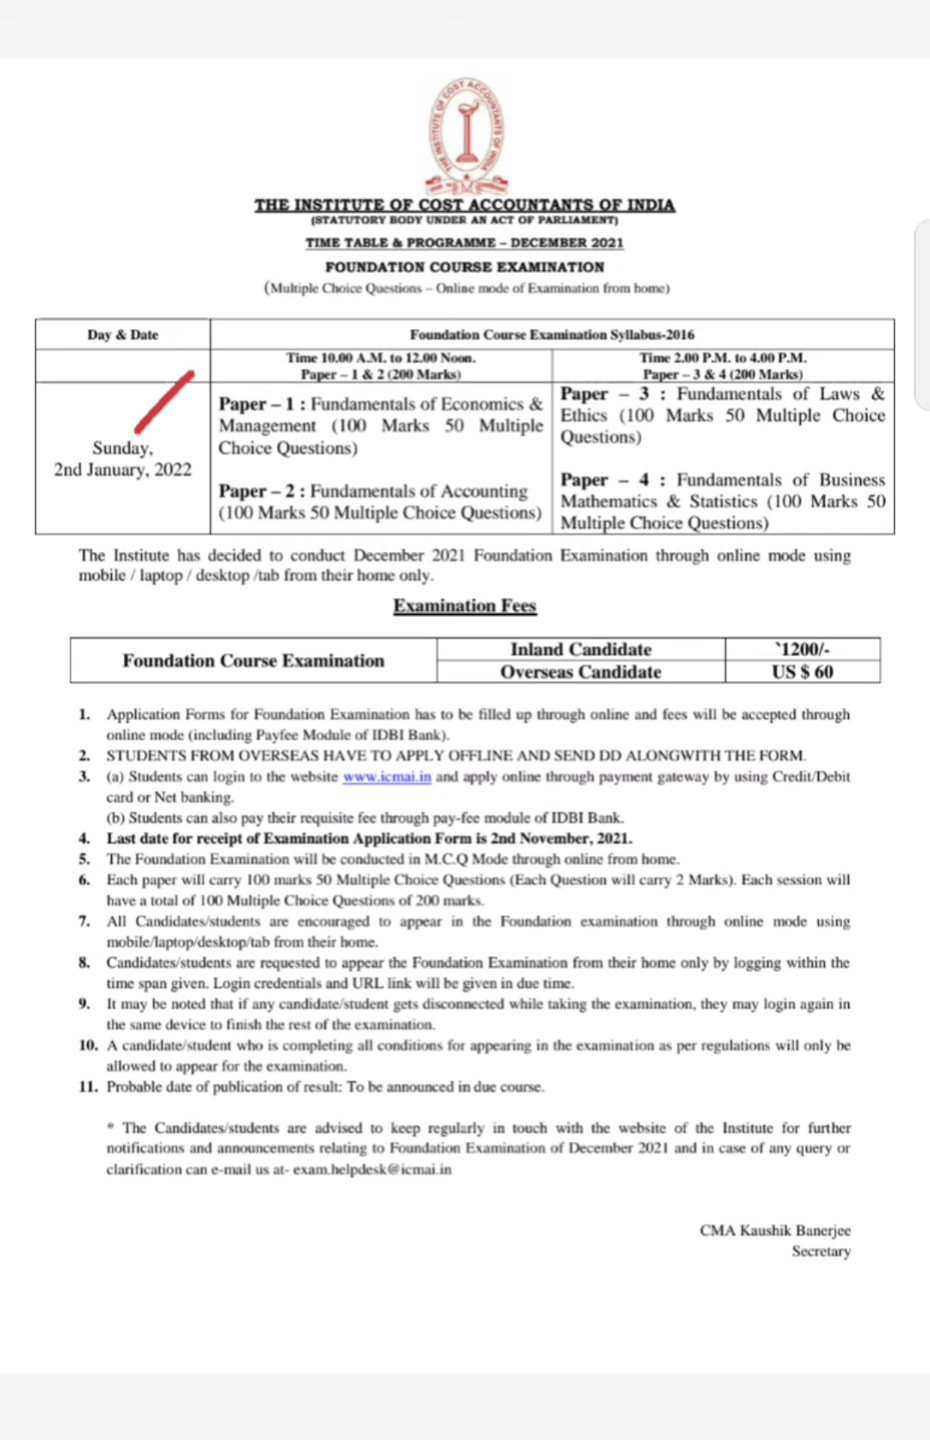 THE INSTITUTE OF COST ACCOUNTANTS OF INDIA
THE INSTITUTE OF COST ACCOUNTANTS OF INDIA
(STATUTORY BODY UNDER AN ACT OF PARLIAMENT)
TIME TABLE & PROGRAMME – DECEMBER 2021
FOUNDATION COURSE EXAMINATION
(Multiple Choice Questions – Online mode of Examination from home)
Day & Date
Foundation Course Examination Syllabus-2016
Time 10.00 A.M. to 12.00 Noon.
Paper – 1 & 2 (200 Marks)
Time 2.00 P.M. to 4.00 P.M.
Paper – 3 & 4 (200 Marks)
Sunday,
2nd January, 2022
Paper – 1 : Fundamentals of Economics &
Management (100 Marks 50 Multiple
Choice Questions)
Paper – 2 : Fundamentals of Accounting
(100 Marks 50 Multiple Choice Questions)
Paper – 3 : Fundamentals of Laws &
Ethics (100 Marks 50 Multiple Choice
Questions)
Paper – 4 : Fundamentals of Business
Mathematics & Statistics (100 Marks 50
Multiple Choice Questions)
The Institute has decided to conduct December 2021 Foundation Examination through online mode using
mobile / laptop / desktop /tab from their home only.
Examination Fees
Foundation Course Examination
Inland Candidate
`1200/-
Overseas Candidate
US $ 60
1. Application Forms for Foundation Examination has to be filled up through online and fees will be accepted through
online mode (including Payfee Module of IDBI Bank).
2. STUDENTS FROM OVERSEAS HAVE TO APPLY OFFLINE AND SEND DD ALONGWITH THE FORM.
3. (a) Students can login to the website www.icmai.in and apply online through payment gateway by using Credit/Debit
card or Net banking.
(b) Students can also pay their requisite fee through pay-fee module of IDBI Bank.
4. Last date for receipt of Examination Application Form is 2nd November, 2021.
5. The Foundation Examination will be conducted in M.C.Q Mode through online from home.
6. Each paper will carry 100 marks 50 Multiple Choice Questions (Each Question will carry 2 Marks). Each session will
have a total of 100 Multiple Choice Questions of 200 marks.
7. All Candidates/students are encouraged to appear in the Foundation examination through online mode using
mobile/laptop/desktop/tab from their home.
8. Candidates/students are requested to appear the Foundation Examination from their home only by logging within the
time span given. Login credentials and URL link will be given in due time.
9. It may be noted that if any candidate/student gets disconnected while taking the examination, they may login again in
the same device to finish the rest of the examination.
10. A candidate/student who is completing all conditions for appearing in the examination as per regulations will only be
allowed to appear for the examination.
11. Probable date of publication of result: To be announced in due course.
* The Candidates/students are advised to keep regularly in touch with the website of the Institute for further
notifications and announcements relating to Foundation Examination of December 2021 and in case of any query or
clarification can e-mail us at- exam.helpdesk@icmai.in
CMA Kaushik Banerjee
Secretary